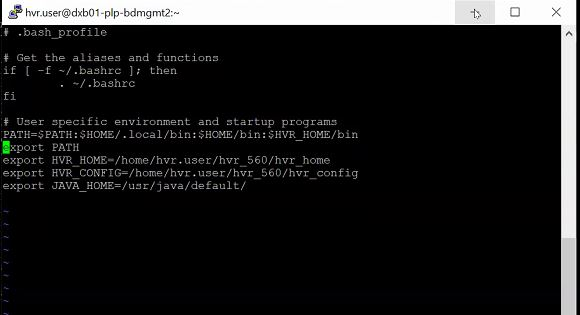 hvr.user@dxb01-plp-bdmgmt2:~
# .bash_profile
# Get the aliases and functions
if [ -f ~/.bashrc ]; then
. ~/.bashrc
fi
# User specific environment and startup programs
PATH=$PATH:$HOME/.local/bin:$HOME/bin:$HVR_HOME/bin
export PATH
export HVR_HOME=/home/hvr.user/hvr_560/hvr_home
export HVR_CONFIG=/home/hvr.user/hvr_560/hvr_config
export JAVA_HOME=/usr/java/default/
~
~
~
~
~
~
~
~
~